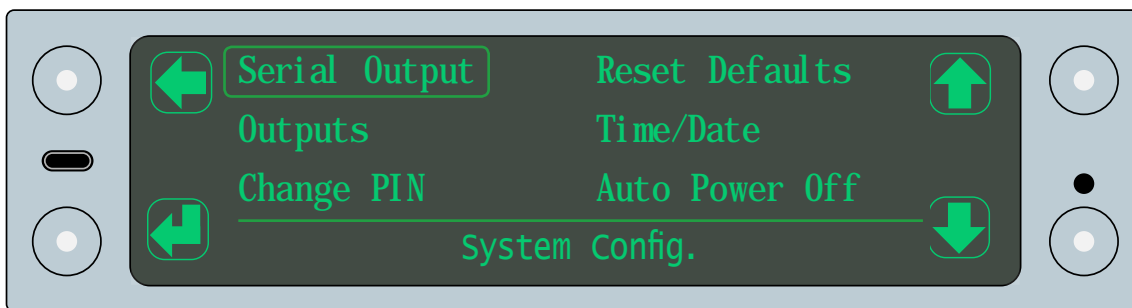 Serial Output Reset Defaults
Outputs Time/Date
Change PIN Auto Power Off
System Config.